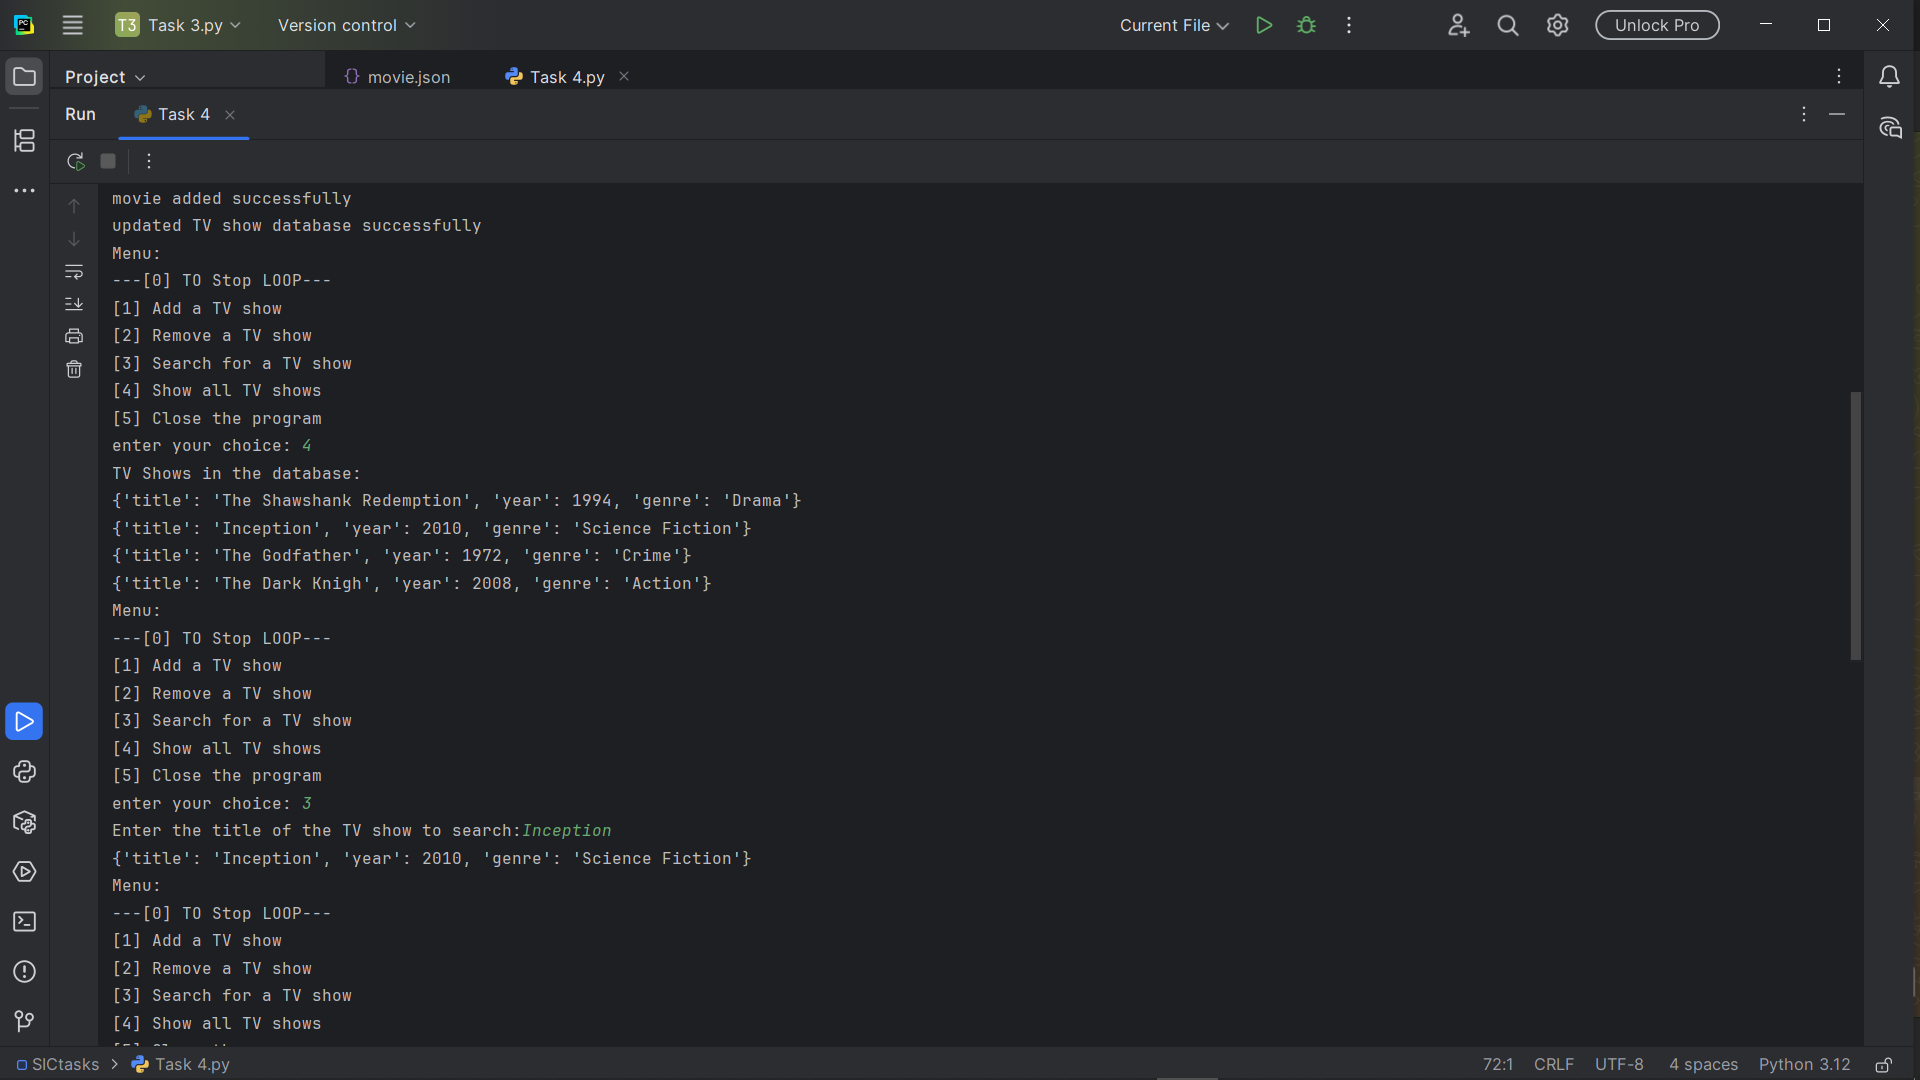 T3 Task 3.py Version control Current File Unlock Pro
Project movie.json Task 4.py
Run Task 4
movie added successfully
updated TV show database successfully
Menu:
---[0] TO Stop LOOP---
[1] Add a TV show
[2] Remove a TV show
[3] Search for a TV show
[4] Show all TV shows
[5] Close the program
enter your choice: 4
TV Shows in the database:
{'title': 'The Shawshank Redemption', 'year': 1994, 'genre': 'Drama'}
{'title': 'Inception', 'year': 2010, 'genre': 'Science Fiction'}
{'title': 'The Godfather', 'year': 1972, 'genre': 'Crime'}
{'title': 'The Dark Knigh', 'year': 2008, 'genre': 'Action'}
Menu:
---[0] TO Stop LOOP---
[1] Add a TV show
[2] Remove a TV show
[3] Search for a TV show
[4] Show all TV shows
[5] Close the program
enter your choice: 3
Enter the title of the TV show to search:Inception
{'title': 'Inception', 'year': 2010, 'genre': 'Science Fiction'}
Menu:
---[0] TO Stop LOOP---
[1] Add a TV show
[2] Remove a TV show
[3] Search for a TV show
[4] Show all TV shows
SICtasks Task 4.py 72:1 CRLF UTF-8 4 spaces Python 3.12